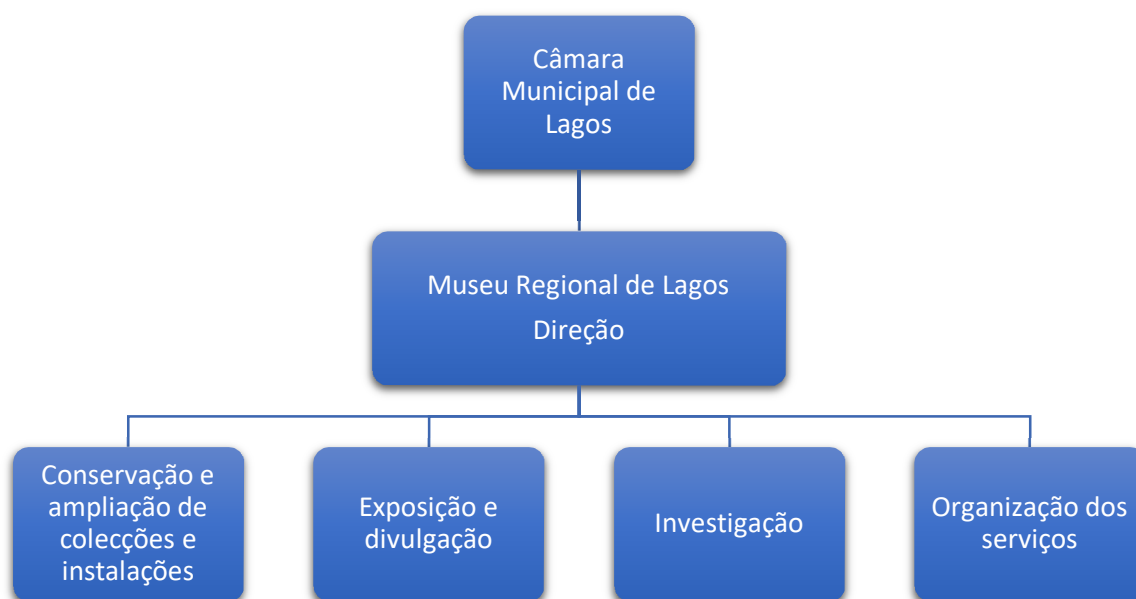 Câmara
Municipal de
Lagos
Museu Regional de Lagos
Direção
Conservação e
ampliação de
colecções e
instalações
Exposição e
divulgação
Investigação
Organização dos
serviços